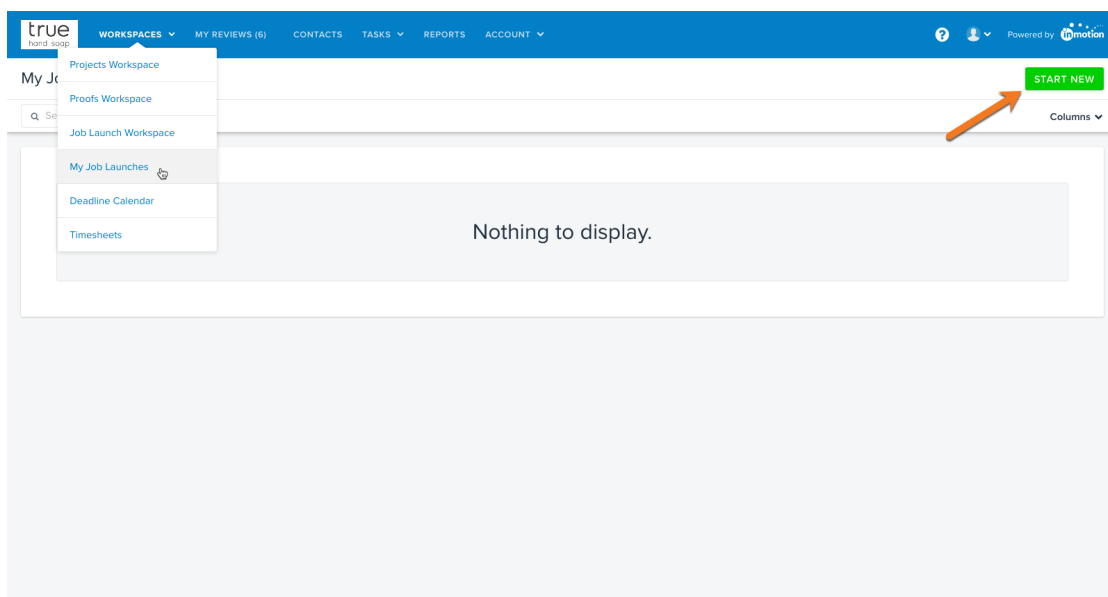 true
hand soap
WORKSPACES
MY REVIEWS (6)
CONTACTS
TASKS
REPORTS
ACCOUNT
?
Powered by inmotion
Projects Workspace
Proofs Workspace
Job Launch Workspace
My Job Launches
Deadline Calendar
Timesheets
My Jo
START NEW
Se
Columns
Nothing to display.